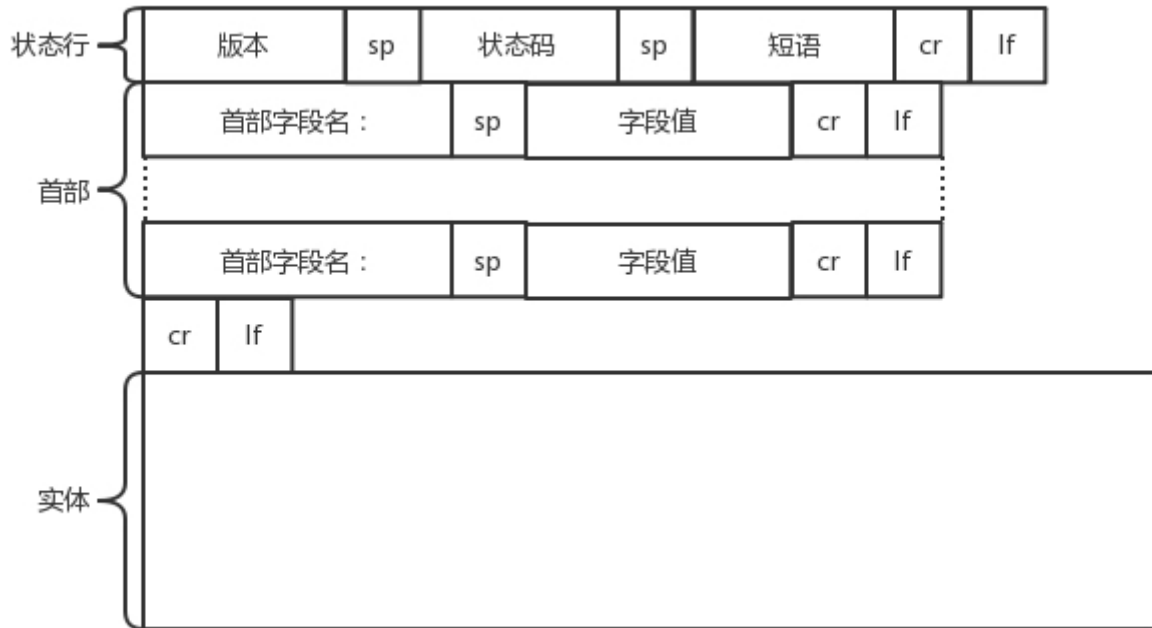 状态行 版本 sp 状态码 sp 短语 cr lf
首部字段名： sp 字段值 cr lf
首部
首部字段名： sp 字段值 cr lf
cr lf
实体